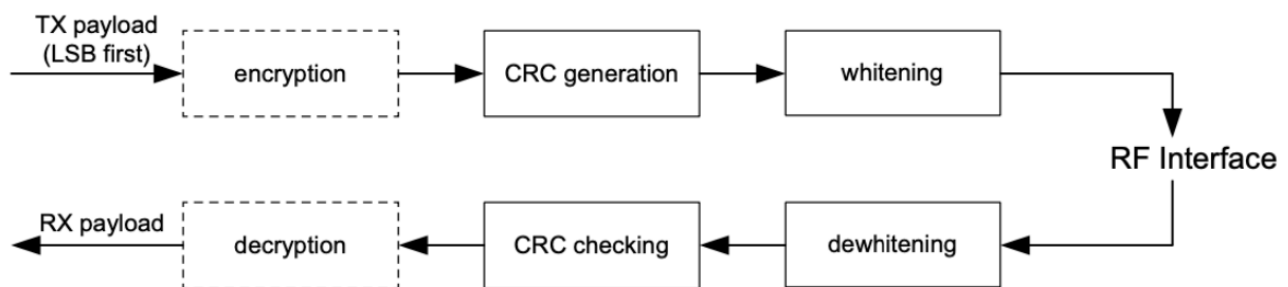 TX payload
(LSB first)
encryption
CRC generation
whitening
RF Interface
RX payload
decryption
CRC checking
dewhitening